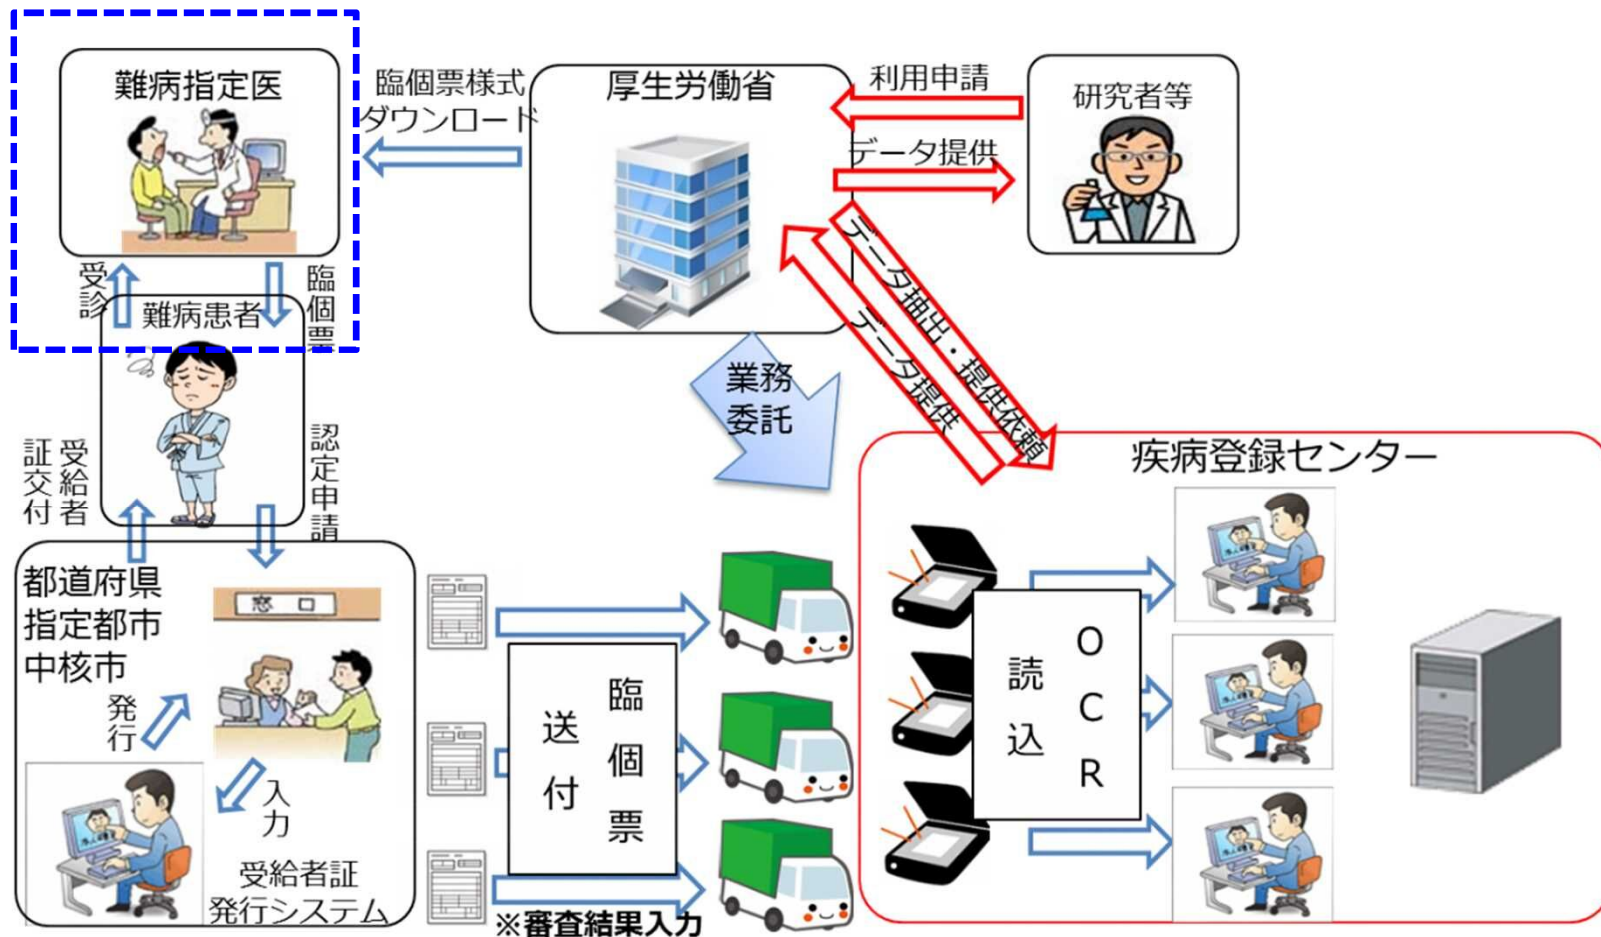 難病指定医
臨個票様式
ダウンロード
厚生労働省
利用申請
データ提供
研究者等
受診
臨個票
難病患者
データ抽出・提供依頼
データ提供
業務
委託
受給者
証交付
認定申請
疾病登録センター
都道府県
指定都市
中核市
窓 口
発行
入力
受給者証
発行システム
臨個票
送付
※審査結果入力
OCR
読込